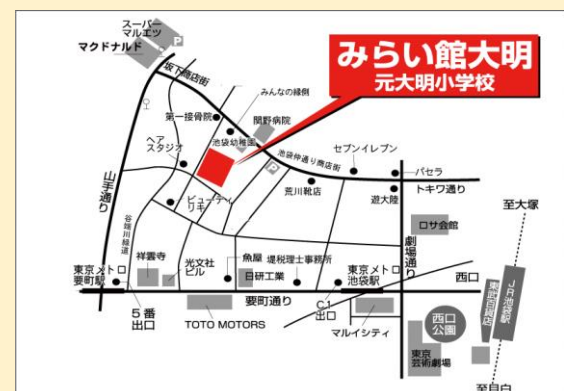 スーパー
マルエツ
マクドナルド
P
坂下商店街
みらい館大明
元大明小学校
みんなの縁側
第一接骨院
関野病院
池袋幼稚園
ヘア
スタジオ
池袋仲通り商店街
セブンイレブン
P
パセラ
トキワ通り
荒川靴店
遊大陸
山手通り
谷端川緑道
ビューティ
リキ
ロサ会館
至大塚
劇場通り
祥雲寺
光文社
ビル
魚屋
堤税理士事務所
日研工業
東京メトロ
要町駅
東京メトロ
池袋駅
西口
5番
出口
要町通り
C1
出口
TOTO MOTORS
マルイシティ
西口
公園
東武百貨店
JR池袋駅
東京
芸術劇場
至目白